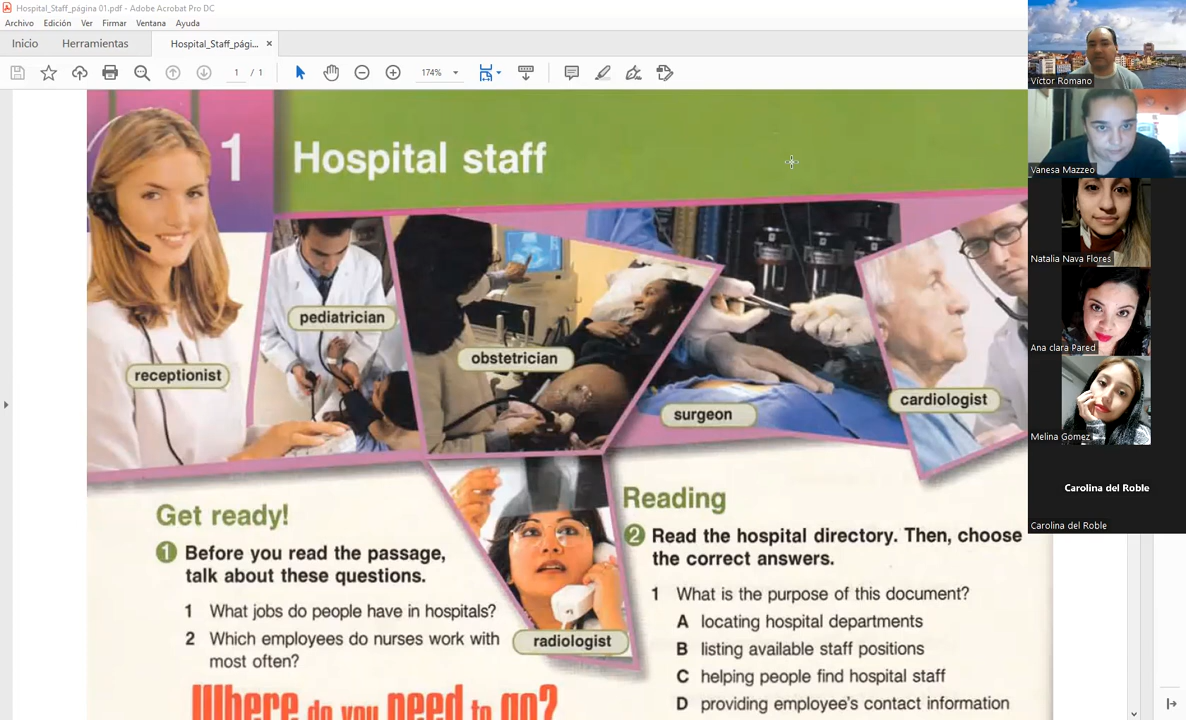 Hospital_Staff_página 01.pdf - Adobe Acrobat Pro DC
Archivo Edición Ver Firmar Ventana Ayuda
Inicio Herramientas Hospital_Staff_pági... ×
1 / 1 174%
1 Hospital staff
receptionist
pediatrician
obstetrician
surgeon
cardiologist
radiologist
Get ready!
1 Before you read the passage,
talk about these questions.
1 What jobs do people have in hospitals?
2 Which employees do nurses work with
most often?
Where do you need to go?
Reading
2 Read the hospital directory. Then, choose
the correct answers.
1 What is the purpose of this document?
A locating hospital departments
B listing available staff positions
C helping people find hospital staff
D providing employee's contact information
Víctor Romano
Vanesa Mazzeo
Natalia Nava Flores
Ana clara Pared
Melina Gomez
Carolina del Roble
Carolina del Roble